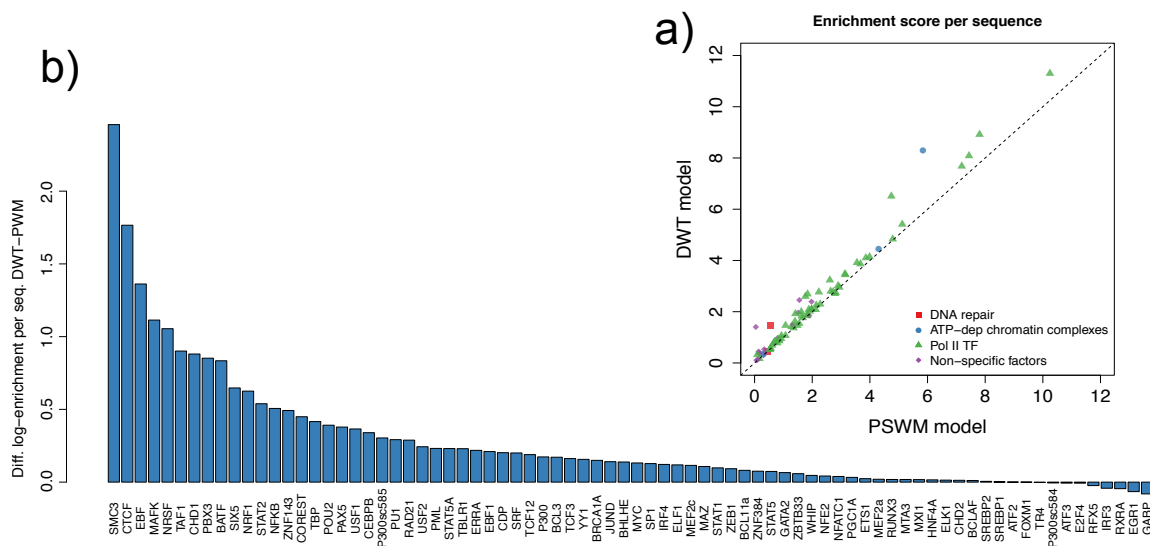 a)
Enrichment score per sequence
DWT model
12
10
8
6
4
2
0
0 2 4 6 8 10 12
PSWM model
DNA repair
ATP-dep chromatin complexes
Pol II TF
Non-specific factors
b)
Diff. log-enrichment per seq. DWT-PWM
2.0
1.5
1.0
0.5
0.0
SMC3
CTCF
EBF
MAFK
NRSF
TAF1
CHD1
PBX3
BATF
SIX5
NRF1
STAT2
NFKB
ZNF143
COREST
TBP
POU2
PAX5
USF1
CEBPB
P300sc585
PU1
RAD21
USF2
PML
STAT5A
TBLR1
ERRA
EBF1
CDP
SRF
TCF12
P300
BCL3
TCF3
YY1
BRCA1A
JUND
BHLHE
MYC
SP1
IRF4
ELF1
MEF2c
MAZ
STAT1
ZEB1
BCL11a
ZNF384
STAT5
GATA2
ZBTB33
WHIP
NFE2
NFATC1
PGC1A
ETS1
MEF2a
RUNX3
MTA3
MXI1
HNF4A
ELK1
CHD2
BCLAF
SREBP2
SREBP1
ATF2
FOXM1
TR4
P300sc584
ATF3
E2F4
RFX5
IRF3
RXRA
EGR1
GABP